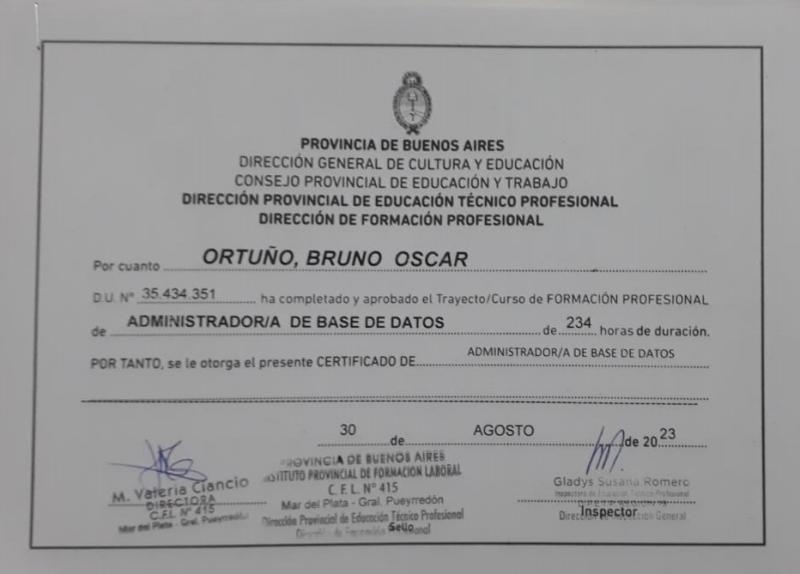 PROVINCIA DE BUENOS AIRES
DIRECCIÓN GENERAL DE CULTURA Y EDUCACIÓN
CONSEJO PROVINCIAL DE EDUCACIÓN Y TRABAJO
DIRECCIÓN PROVINCIAL DE EDUCACIÓN TÉCNICO PROFESIONAL
DIRECCIÓN DE FORMACIÓN PROFESIONAL
Por cuanto ORTUÑO, BRUNO OSCAR
D.U. N° 35.434.351 ha completado y aprobado el Trayecto/Curso de FORMACIÓN PROFESIONAL
de ADMINISTRADOR/A DE BASE DE DATOS de 234 horas de duración.
POR TANTO, se le otorga el presente CERTIFICADO DE ADMINISTRADOR/A DE BASE DE DATOS
30 de AGOSTO de 2023
M. Valeria Ciancio
DIRECTORA
C.F.L. N° 415
Mar del Plata - Gral. Pueyrredón
PROVINCIA DE BUENOS AIRES
INSTITUTO PROVINCIAL DE FORMACION LABORAL
C.F.L. N° 415
Mar del Plata - Gral. Pueyrredón
Dirección Provincial de Educación Técnico Profesional
Dirección de Formación Profesional
Sello
Gladys Susana Romero
Inspectora de Educación Técnico Profesional
Dirección de Inspección General
Inspector